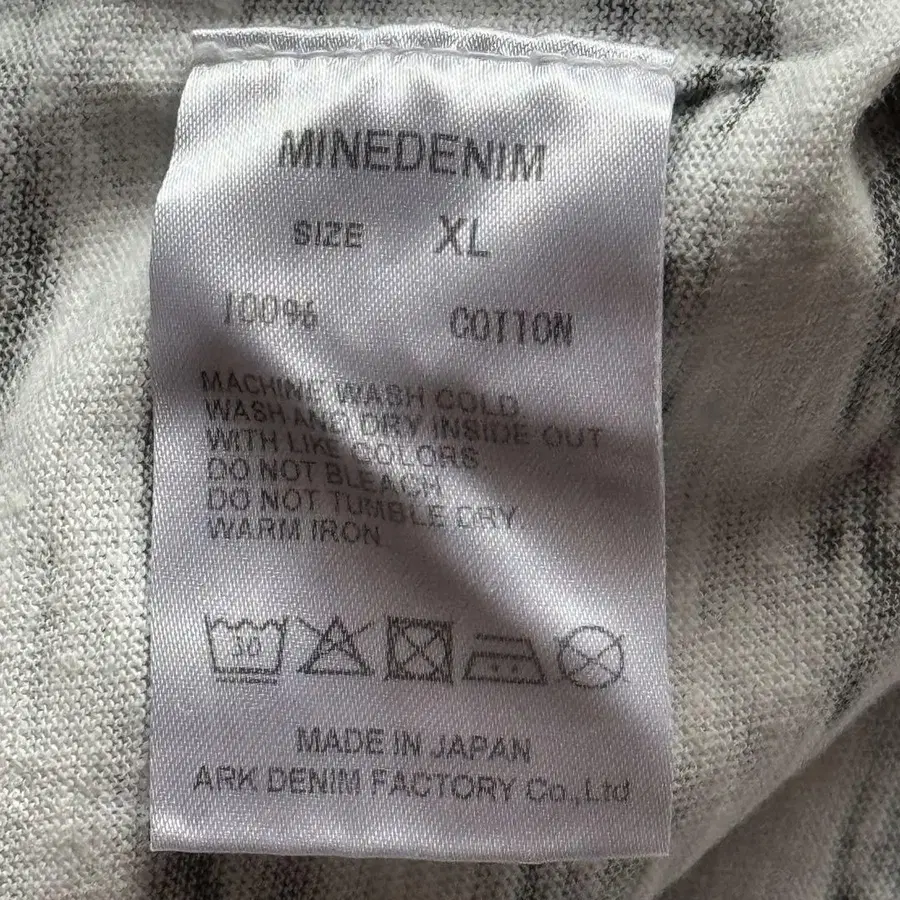 MINEDENIM
SIZE XL
100% COTTON
MACHINE WASH COLD.
WASH AND DRY INSIDE OUT
WITH LIKE COLORS
DO NOT BLEACH
DO NOT TUMBLE DRY.
WARM IRON.
30
MADE IN JAPAN
ARK DENIM FACTORY Co.,Ltd